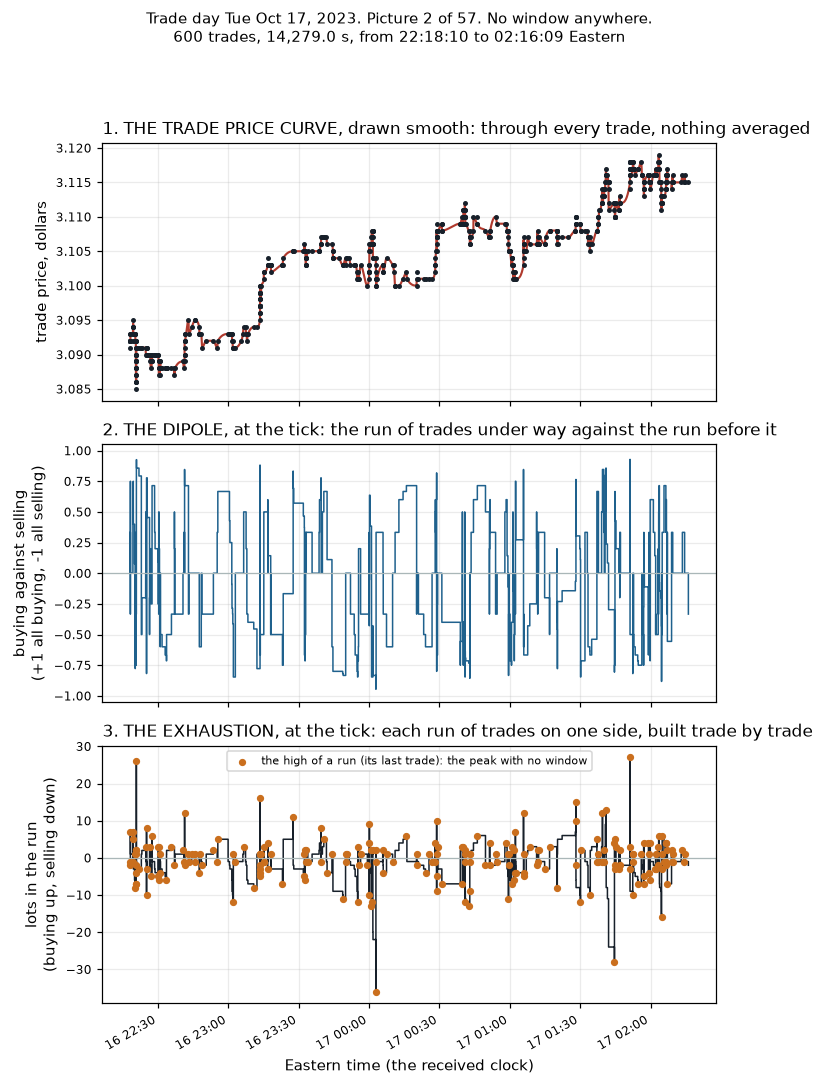 Trade day Tue Oct 17, 2023. Picture 2 of 57. No window anywhere.
600 trades, 14,279.0 s, from 22:18:10 to 02:16:09 Eastern
1. THE TRADE PRICE CURVE, drawn smooth: through every trade, nothing averaged
trade price, dollars
3.120
3.115
3.110
3.105
3.100
3.095
3.090
3.085
2. THE DIPOLE, at the tick: the run of trades under way against the run before it
buying against selling
(+1 all buying, -1 all selling)
1.00
0.75
0.50
0.25
0.00
−0.25
−0.50
−0.75
−1.00
3. THE EXHAUSTION, at the tick: each run of trades on one side, built trade by trade
the high of a run (its last trade): the peak with no window
lots in the run
(buying up, selling down)
30
20
10
0
−10
−20
−30
16 22:30
16 23:00
16 23:30
17 00:00
17 00:30
17 01:00
17 01:30
17 02:00
Eastern time (the received clock)